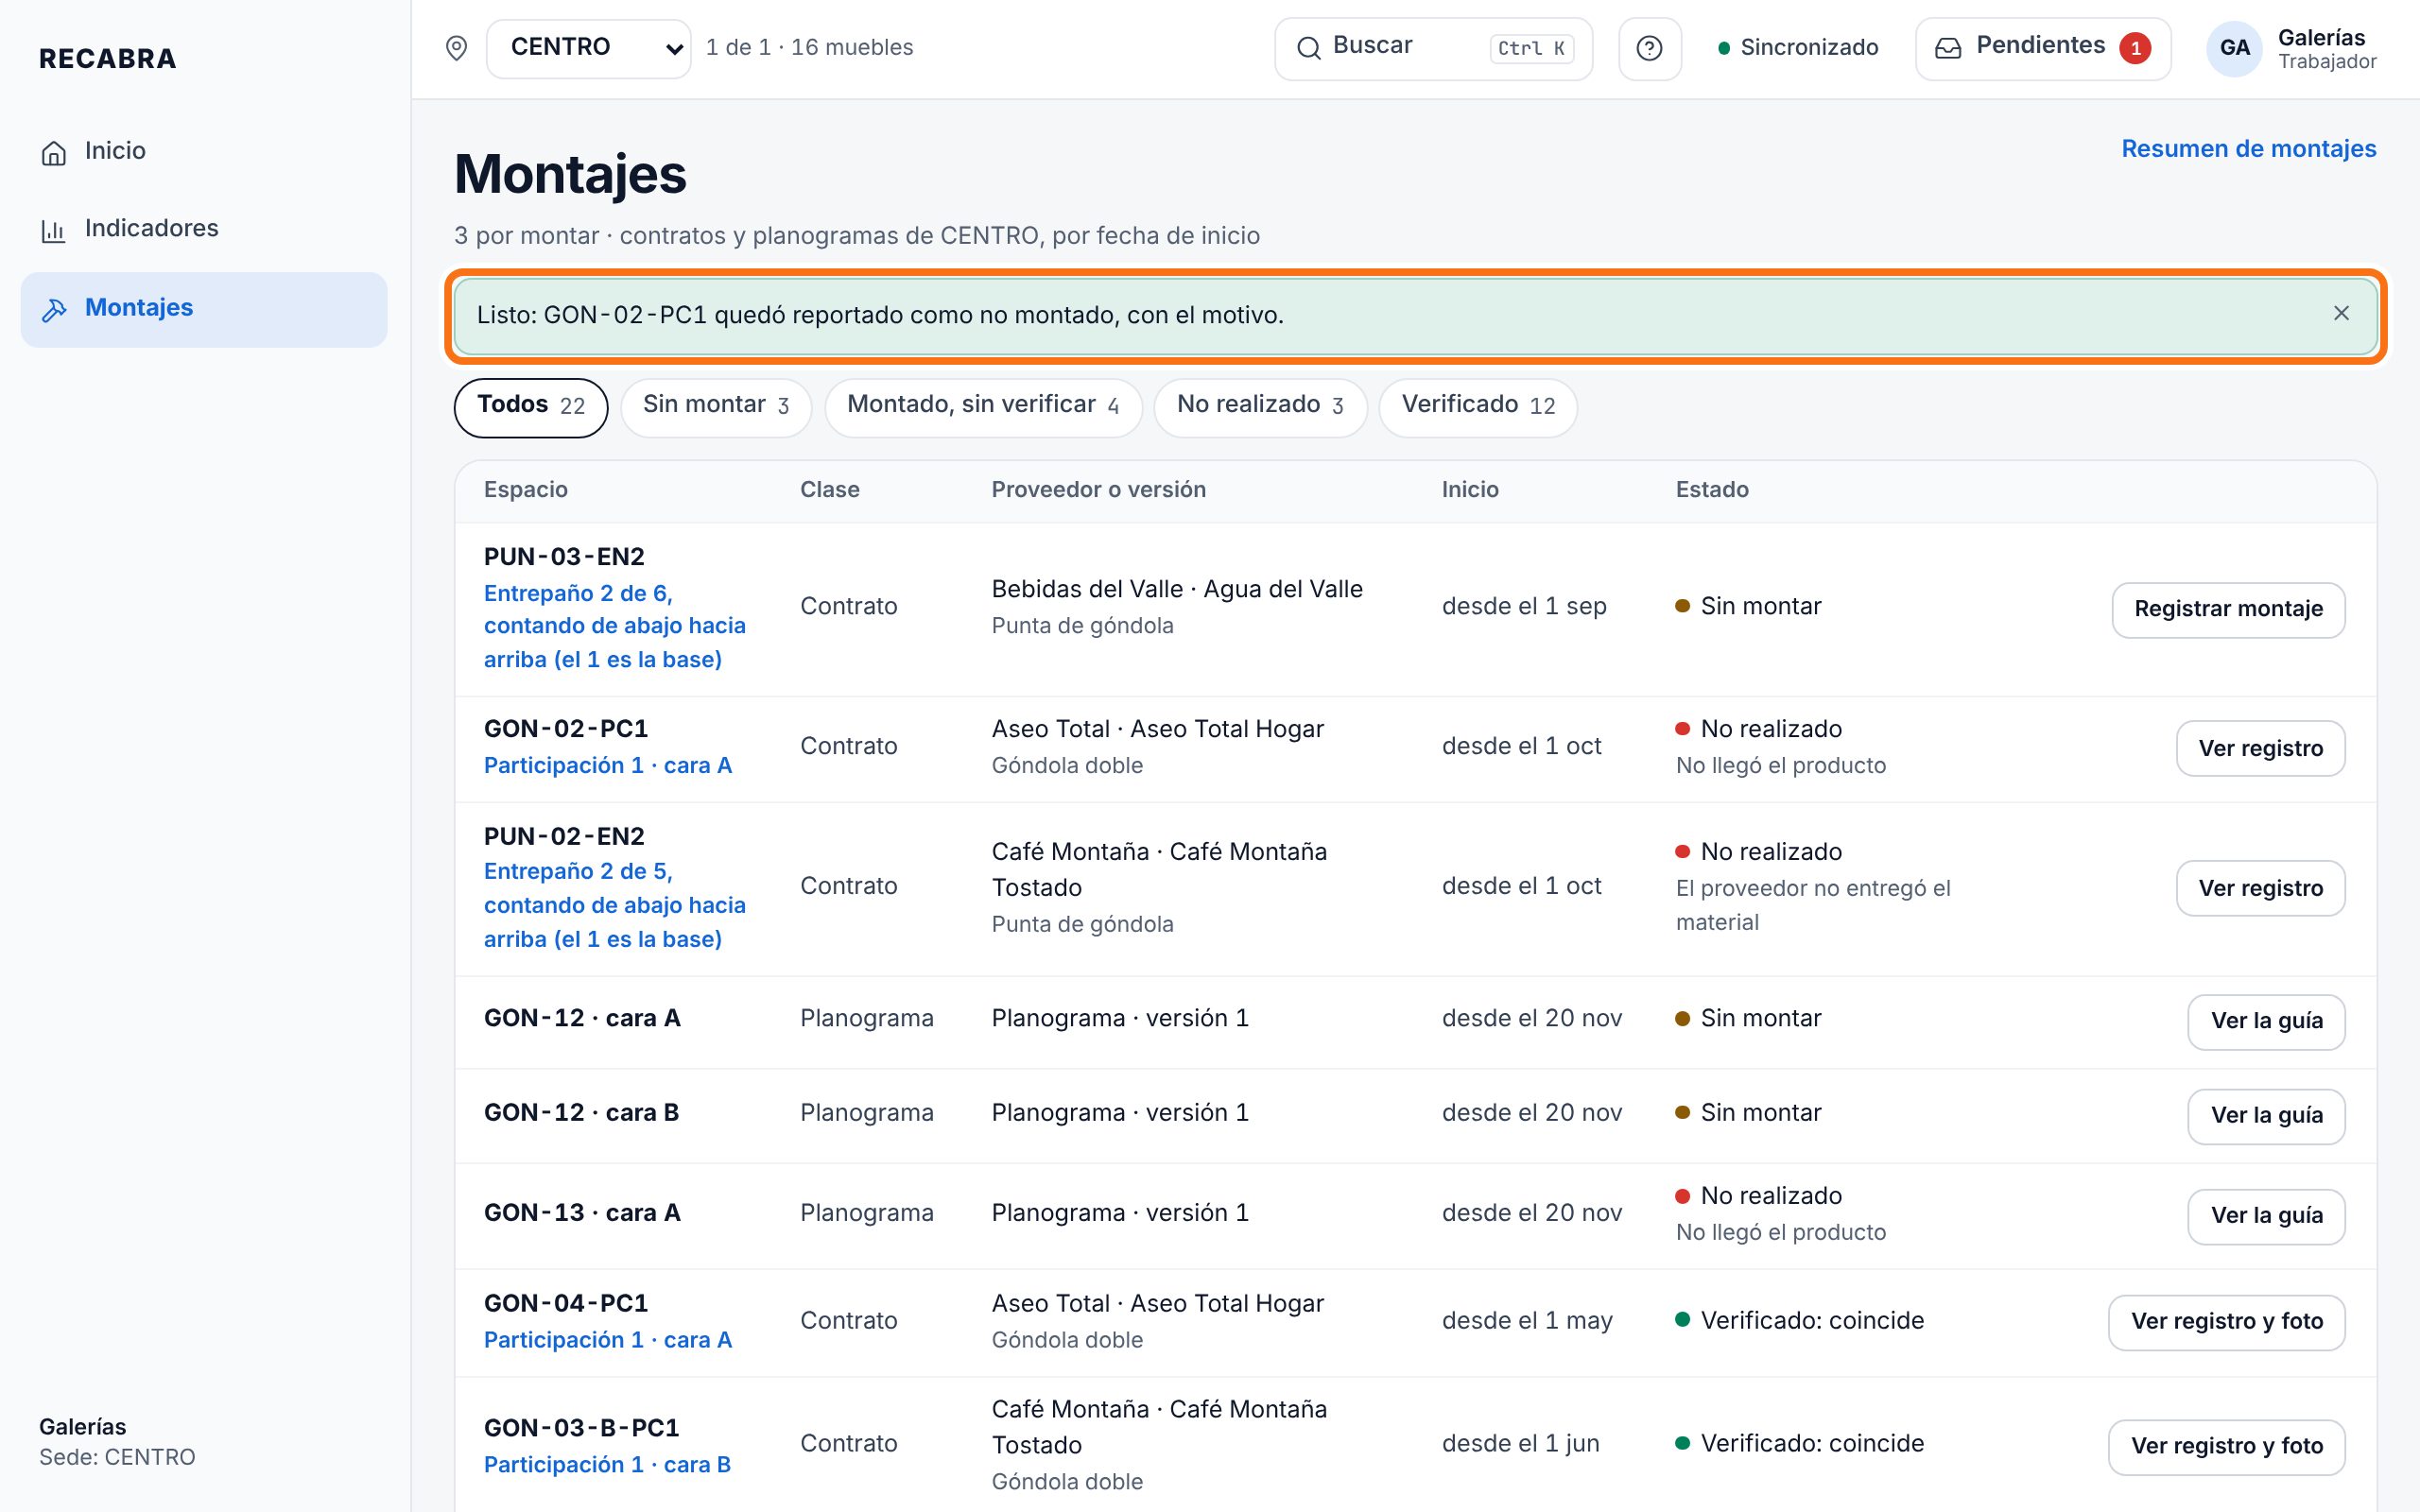 RECABRA
CENTRO
1 de 1 · 16 muebles
Buscar
Ctrl K
Sincronizado
Pendientes 1
GA
Galerías
Trabajador
Inicio
Indicadores
Montajes
Montajes
Resumen de montajes
3 por montar · contratos y planogramas de CENTRO, por fecha de inicio
Listo: GON-02-PC1 quedó reportado como no montado, con el motivo.
Todos 22
Sin montar 3
Montado, sin verificar 4
No realizado 3
Verificado 12
Espacio
Clase
Proveedor o versión
Inicio
Estado
PUN-03-EN2
Entrepaño 2 de 6,
contando de abajo hacia
arriba (el 1 es la base)
Contrato
Bebidas del Valle · Agua del Valle
Punta de góndola
desde el 1 sep
Sin montar
Registrar montaje
GON-02-PC1
Participación 1 · cara A
Contrato
Aseo Total · Aseo Total Hogar
Góndola doble
desde el 1 oct
No realizado
No llegó el producto
Ver registro
PUN-02-EN2
Entrepaño 2 de 5,
contando de abajo hacia
arriba (el 1 es la base)
Contrato
Café Montaña · Café Montaña
Tostado
Punta de góndola
desde el 1 oct
No realizado
El proveedor no entregó el
material
Ver registro
GON-12 · cara A
Planograma
Planograma · versión 1
desde el 20 nov
Sin montar
Ver la guía
GON-12 · cara B
Planograma
Planograma · versión 1
desde el 20 nov
Sin montar
Ver la guía
GON-13 · cara A
Planograma
Planograma · versión 1
desde el 20 nov
No realizado
No llegó el producto
Ver la guía
GON-04-PC1
Participación 1 · cara A
Contrato
Aseo Total · Aseo Total Hogar
Góndola doble
desde el 1 may
Verificado: coincide
Ver registro y foto
GON-03-B-PC1
Participación 1 · cara B
Contrato
Café Montaña · Café Montaña
Tostado
Góndola doble
desde el 1 jun
Verificado: coincide
Ver registro y foto
Galerías
Sede: CENTRO